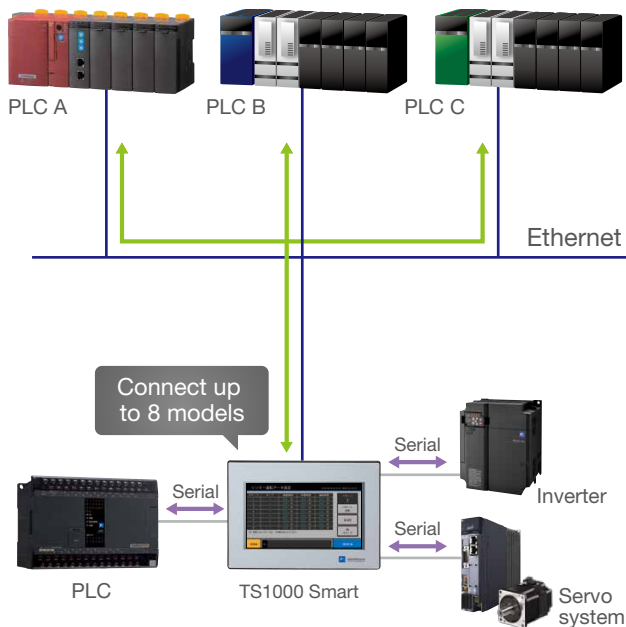 PLC A
PLC B
PLC C
Ethernet
Connect up
to 8 models
Serial
Inverter
Serial
Serial
PLC
TS1000 Smart
Servo
system